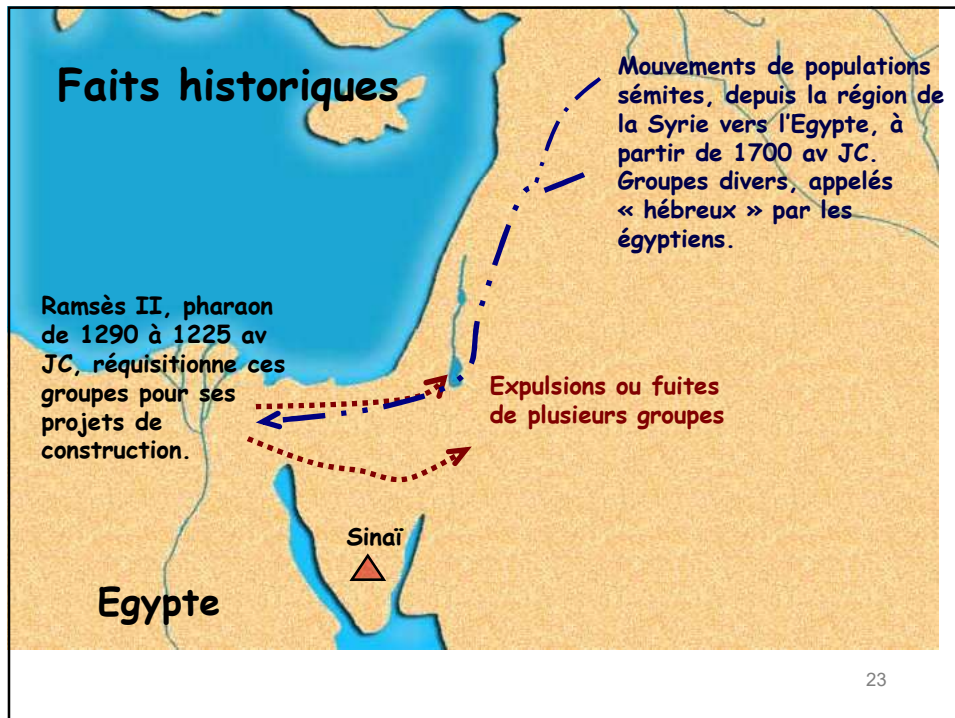 Faits historiques
Mouvements de populations
sémites, depuis la région de
la Syrie vers l’Egypte, à
partir de 1700 av JC.
Groupes divers, appelés
« hébreux » par les
égyptiens.
Ramsès II, pharaon
de 1290 à 1225 av
JC, réquisitionne ces
groupes pour ses
projets de
construction.
Expulsions ou fuites
de plusieurs groupes
Sinaï
Egypte
23